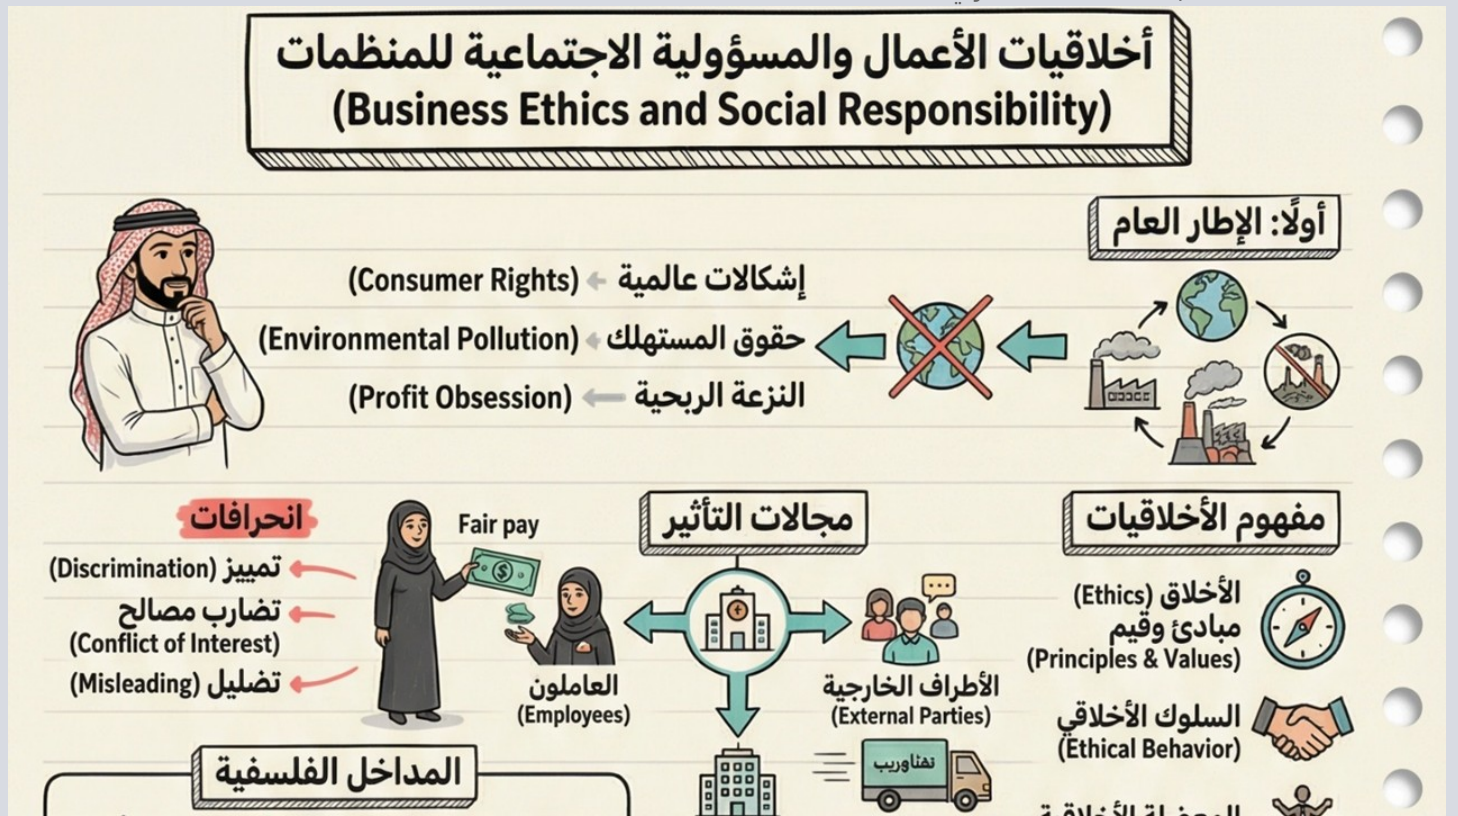 أخلاقيات الأعمال والمسؤولية الاجتماعية للمنظمات
(Business Ethics and Social Responsibility)
أولًا: الإطار العام
إشكالات عالمية (Consumer Rights)
حقوق المستهلك (Environmental Pollution)
النزعة الربحية (Profit Obsession)
مفهوم الأخلاقيات
الأخلاق (Ethics)
مبادئ وقيم
(Principles & Values)
السلوك الأخلاقي
(Ethical Behavior)
مجالات التأثير
الأطراف الخارجية
(External Parties)
Fair pay
العاملون
(Employees)
انحرافات
تمييز (Discrimination)
تضارب مصالح
(Conflict of Interest)
تضليل (Misleading)
المداخل الفلسفية